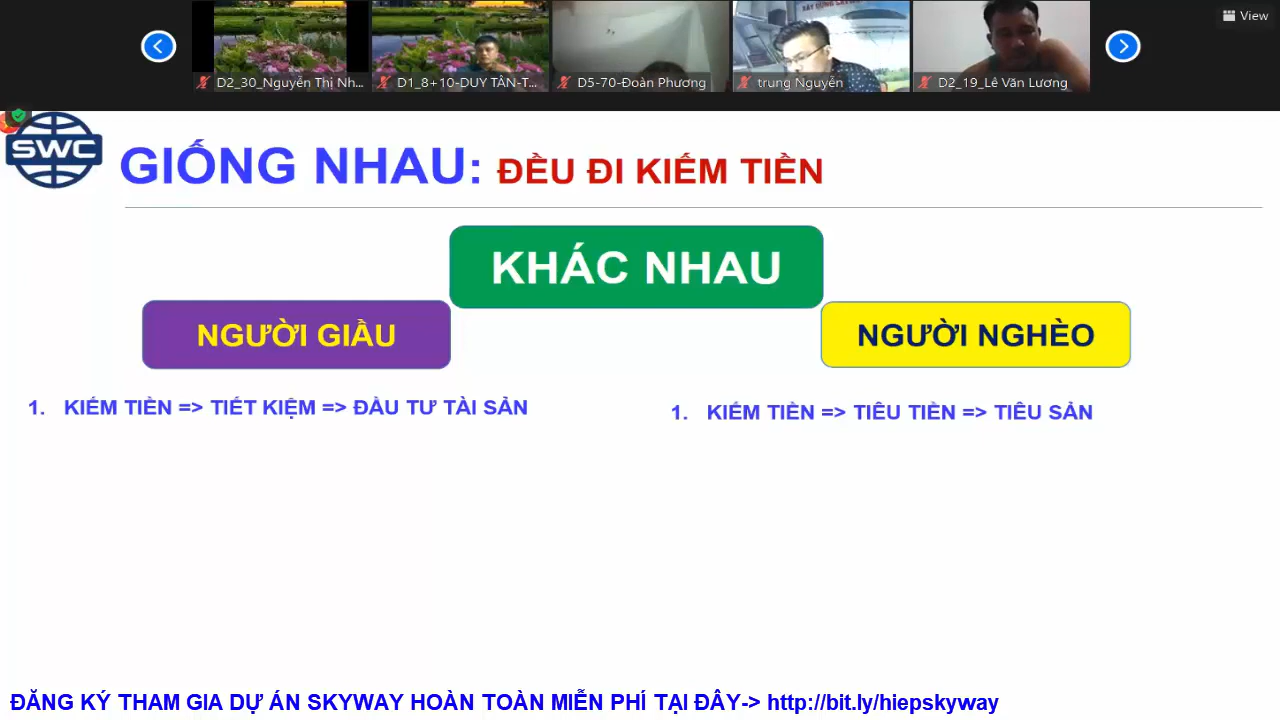 View
D2_30_Nguyễn Thị Nh...
D1_8+10-DUY TÂN-T...
D5-70-Đoàn Phương
trung Nguyễn
D2_19_Lê Văn Lương
SWC
GIỐNG NHAU: ĐỀU ĐI KIẾM TIỀN
KHÁC NHAU
NGƯỜI GIẦU
NGƯỜI NGHÈO
1. KIẾM TIỀN => TIẾT KIỆM => ĐẦU TƯ TÀI SẢN
1. KIẾM TIỀN => TIÊU TIỀN => TIÊU SẢN
ĐĂNG KÝ THAM GIA DỰ ÁN SKYWAY HOÀN TOÀN MIỄN PHÍ TẠI ĐÂY-> http://bit.ly/hiepskyway